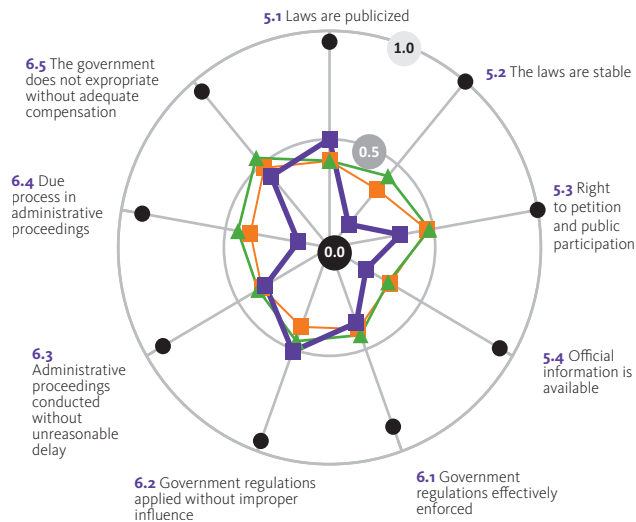 5.1 Laws are publicized
1.0
5.2 The laws are stable
0.5
5.3 Right
to petition
and public
participation
0.0
5.4 Official
information is
available
6.1 Government
regulations effectively
enforced
6.2 Government regulations
applied without improper
influence
6.3
Administrative
proceedings
conducted
without
unreasonable
delay
6.4 Due
process in
administrative
proceedings
6.5 The government
does not expropriate
without adequate
compensation